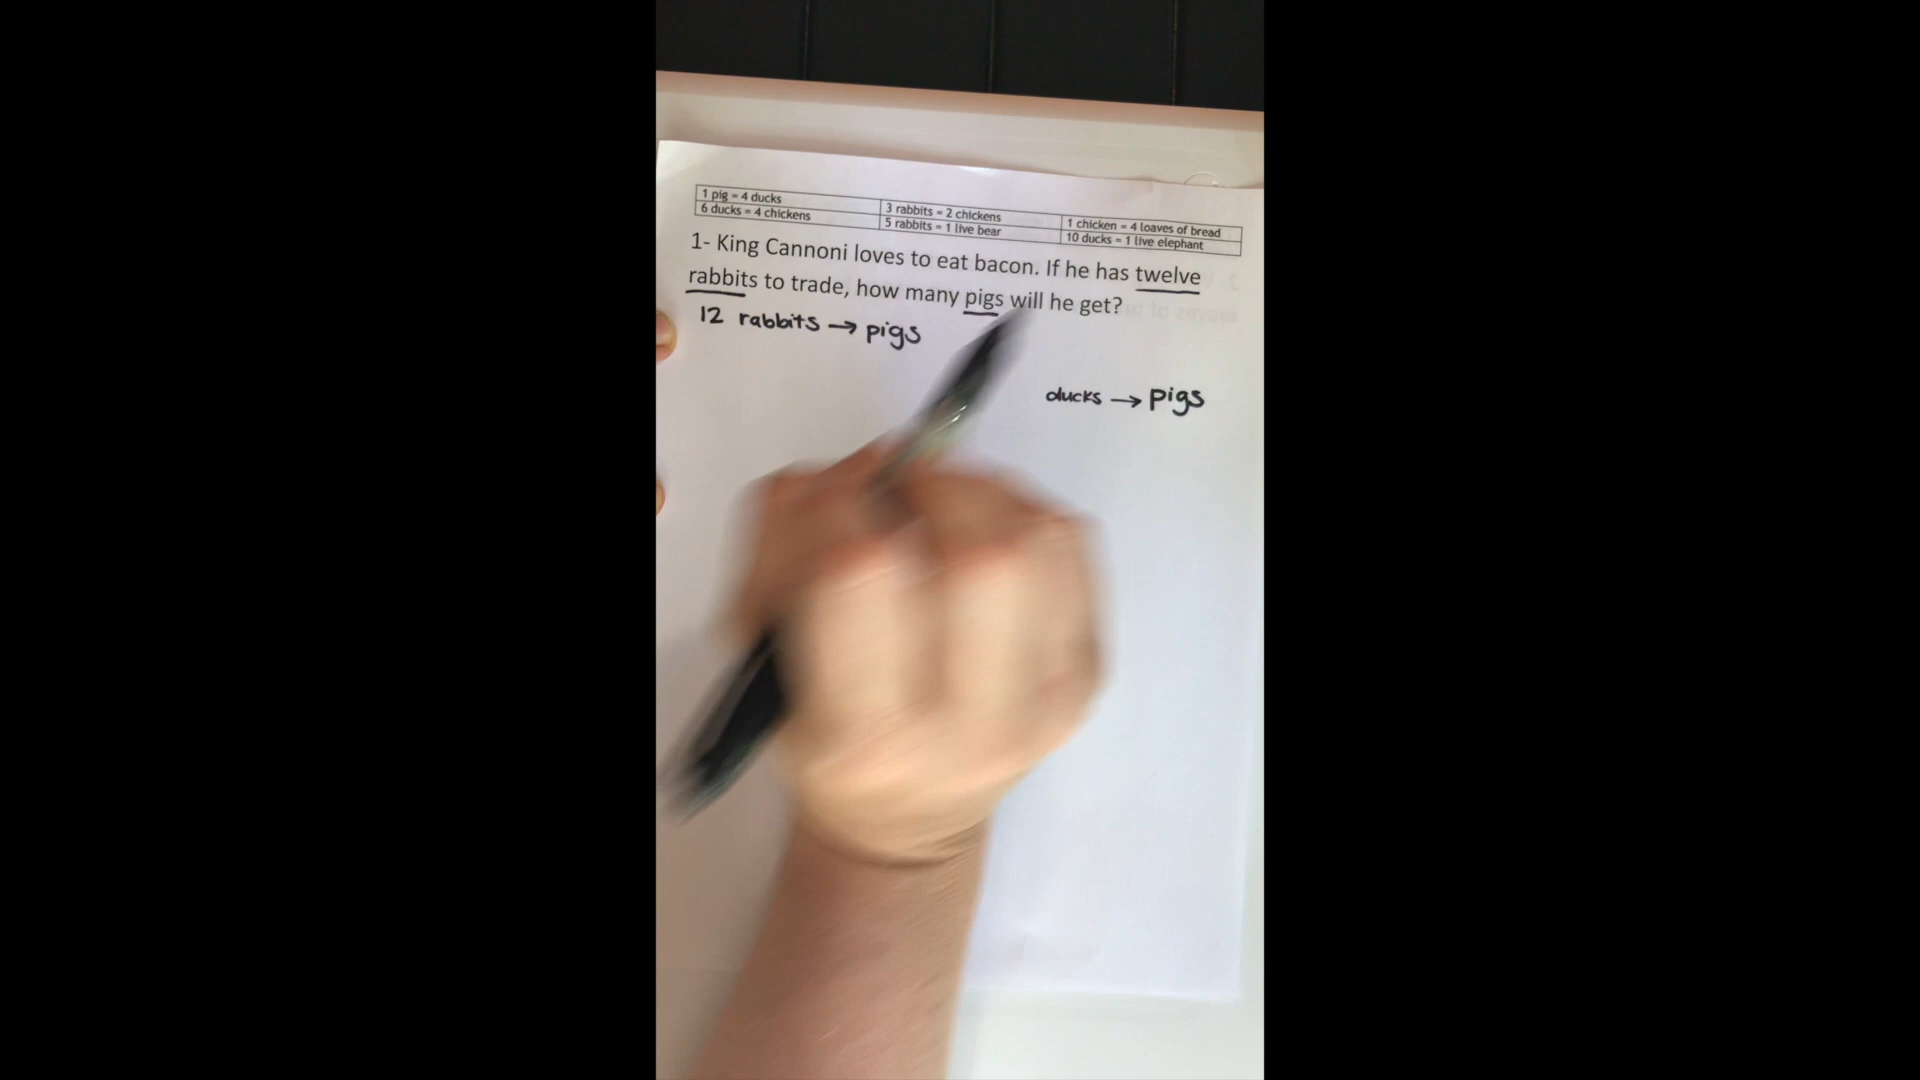 1 pig = 4 ducks
3 rabbits = 2 chickens
1 chicken = 4 loaves of bread
6 ducks = 4 chickens
5 rabbits = 1 live bear
10 ducks = 1 live elephant
1- King Cannoni loves to eat bacon. If he has twelve
rabbits to trade, how many pigs will he get?
12 rabbits → pigs
ducks → pigs